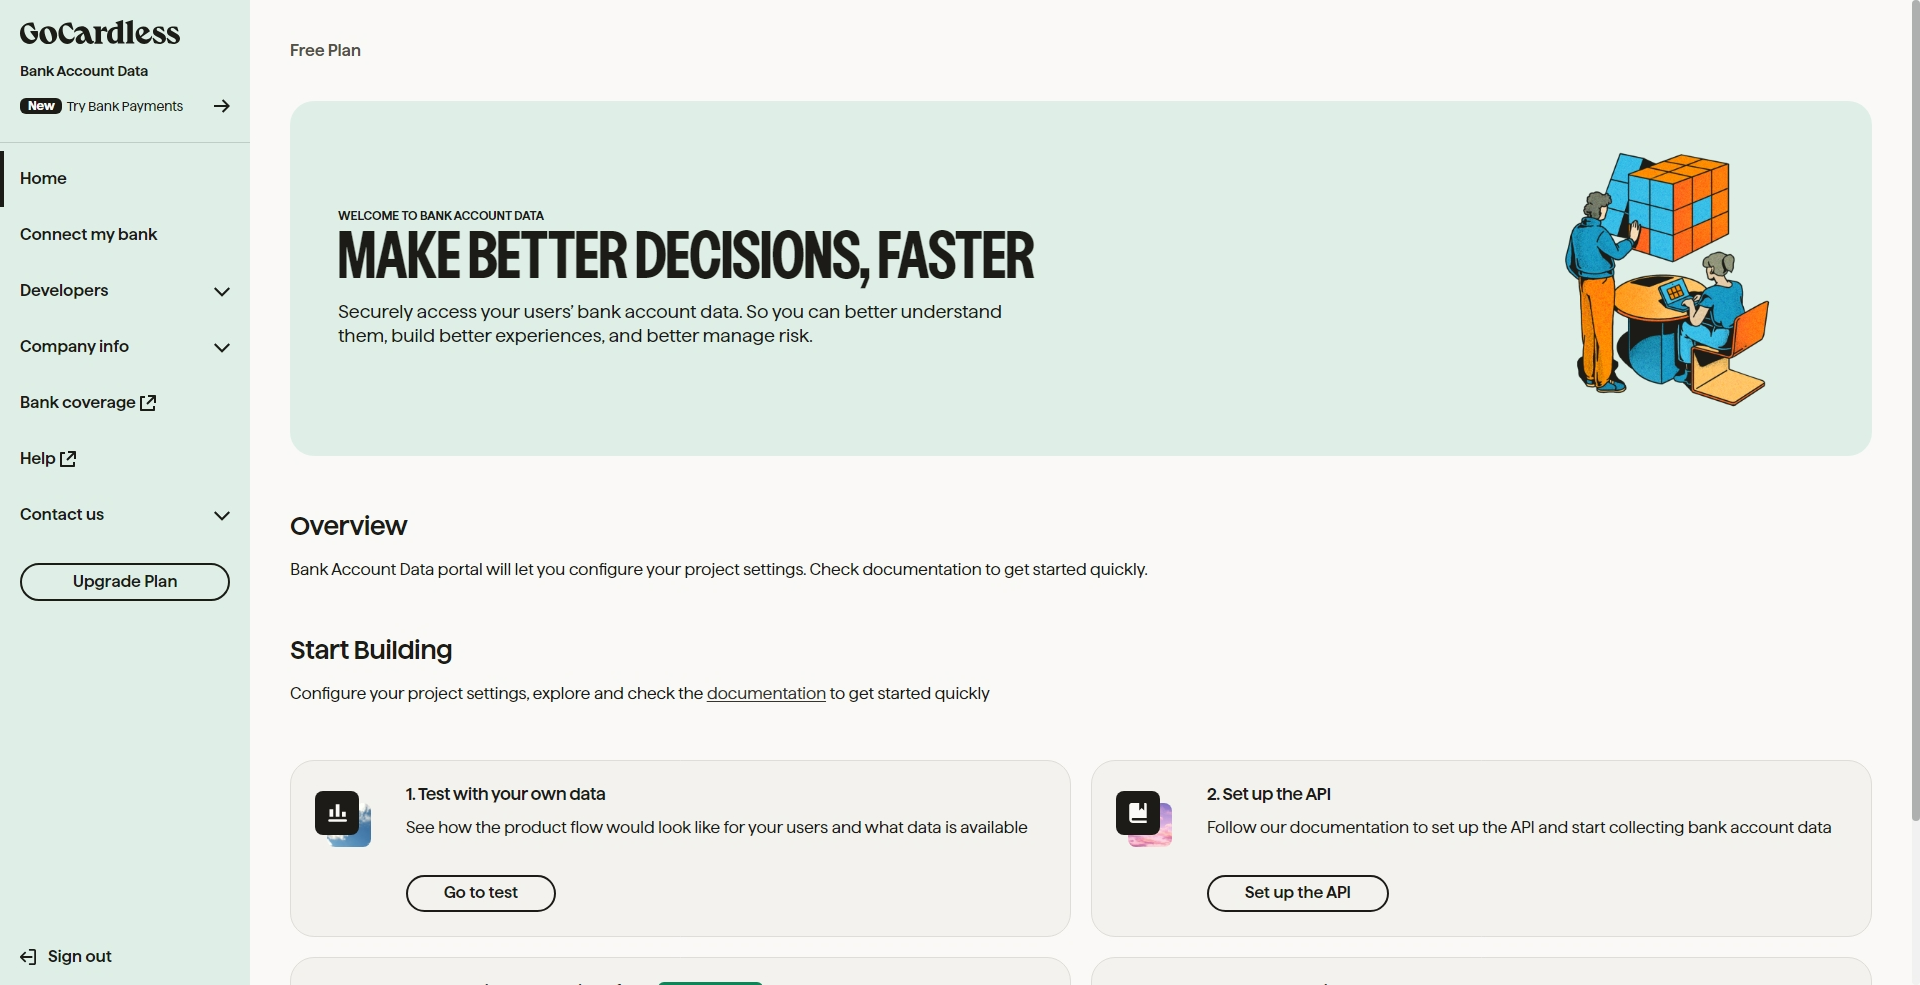 GoCardless
Bank Account Data
New Try Bank Payments
Home
Connect my bank
Developers
Company info
Bank coverage
Help
Contact us
Upgrade Plan
Sign out
Free Plan
WELCOME TO BANK ACCOUNT DATA
MAKE BETTER DECISIONS, FASTER
Securely access your users' bank account data. So you can better understand
them, build better experiences, and better manage risk.
Overview
Bank Account Data portal will let you configure your project settings. Check documentation to get started quickly.
Start Building
Configure your project settings, explore and check the documentation to get started quickly
1. Test with your own data
See how the product flow would look like for your users and what data is available
Go to test
2. Set up the API
Follow our documentation to set up the API and start collecting bank account data
Set up the API